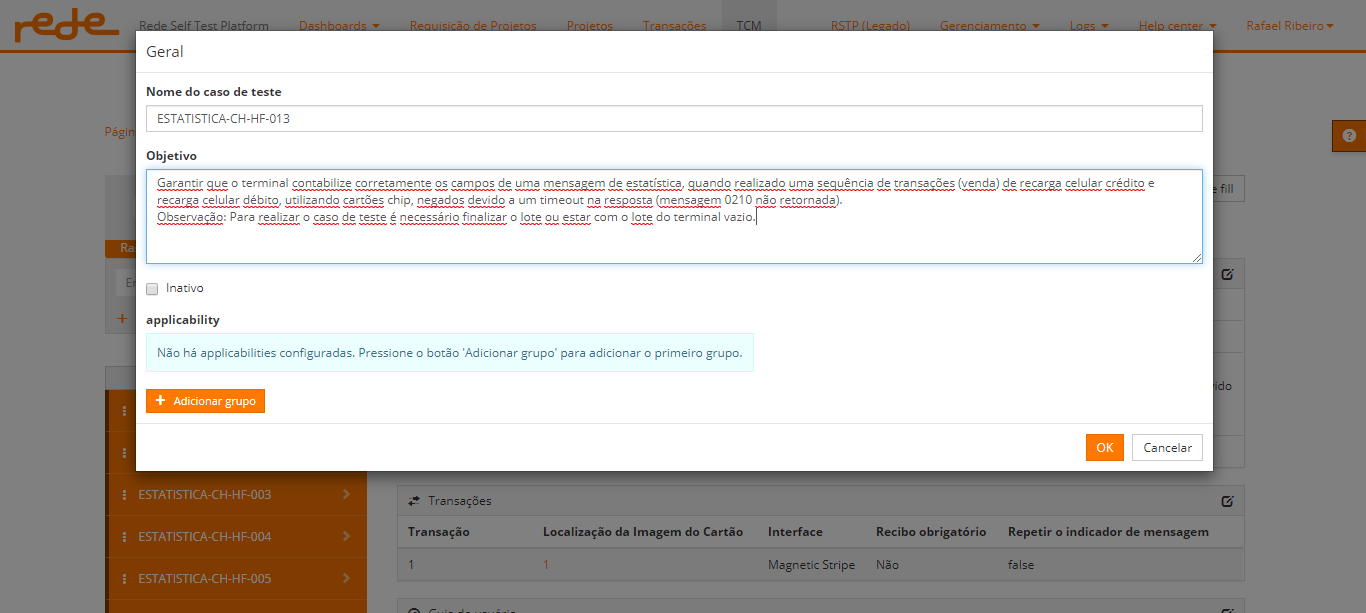 rede Rede Self Test Platform Dashboards Requisição de Projetos Projetos Transações TCM RSTP (Legado) Gerenciamento Logs Help center Rafael Ribeiro
Geral
Nome do caso de teste
ESTATISTICA-CH-HF-013
Págin
Objetivo
Garantir que o terminal contabilize corretamente os campos de uma mensagem de estatística, quando realizado uma sequência de transações (venda) de recarga celular crédito e
recarga celular débito, utilizando cartões chip, negados devido a um timeout na resposta (mensagem 0210 não retornada).
Observação: Para realizar o caso de teste é necessário finalizar o lote ou estar com o lote do terminal vazio.
e fill
Ra
En
Inativo
+
applicability
Não há applicabilities configuradas. Pressione o botão 'Adicionar grupo' para adicionar o primeiro grupo.
vido
+ Adicionar grupo
OK Cancelar
ESTATISTICA-CH-HF-003
Transações
Transação Localização da Imagem do Cartão Interface Recibo obrigatório Repetir o indicador de mensagem
ESTATISTICA-CH-HF-004
1 1 Magnetic Stripe Não false
ESTATISTICA-CH-HF-005
Guia do usuário